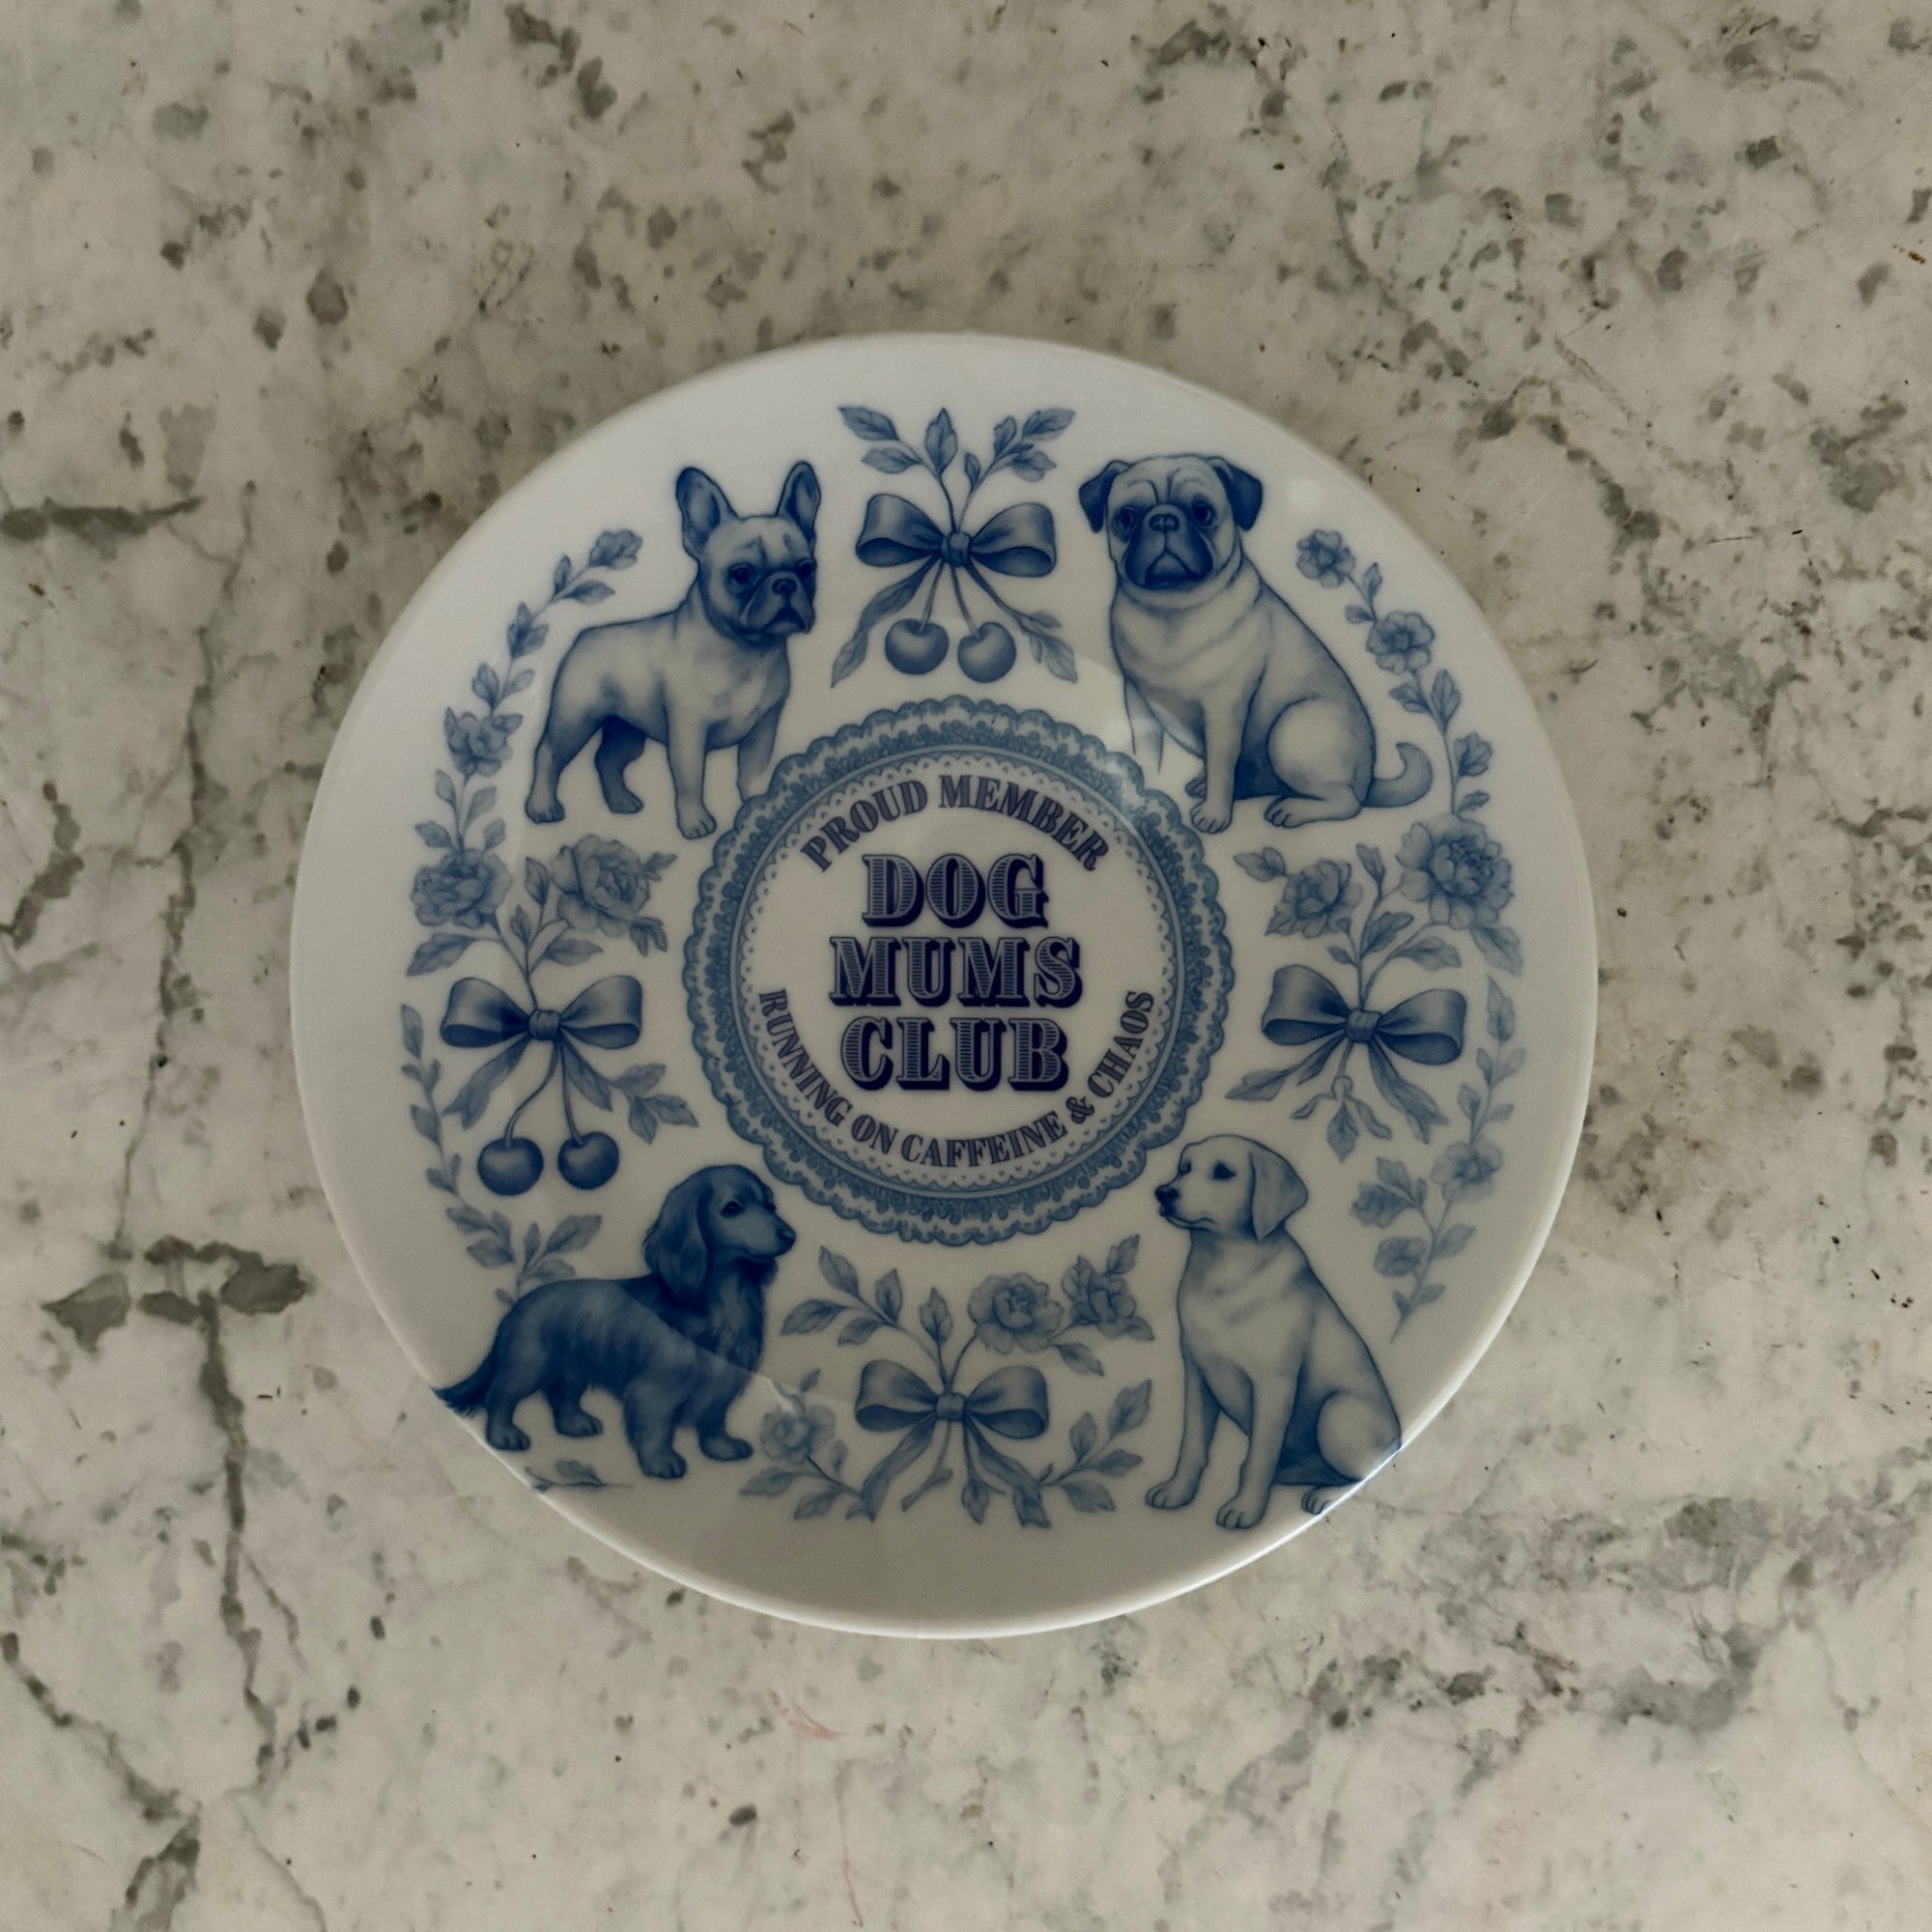 PROUD MEMBER
DOG
MUMS
CLUB
RUNNING ON CAFFEINE & CHAOS